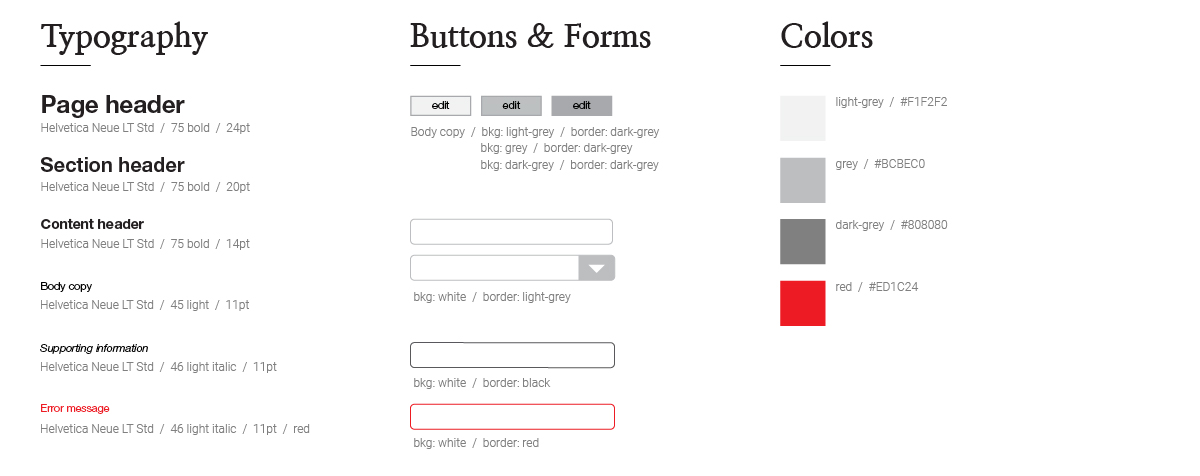 Typography
Page header
Helvetica Neue LT Std / 75 bold / 24pt
Section header
Helvetica Neue LT Std / 75 bold / 20pt
Content header
Helvetica Neue LT Std / 75 bold / 14pt
Body copy
Helvetica Neue LT Std / 45 light / 11pt
Supporting information
Helvetica Neue LT Std / 46 light italic / 11pt
Error message
Helvetica Neue LT Std / 46 light italic / 11pt / red
Buttons & Forms
edit edit edit
Body copy / bkg: light-grey / border: dark-grey
bkg: grey / border: dark-grey
bkg: dark-grey / border: dark-grey
bkg: white / border: light-grey
bkg: white / border: black
bkg: white / border: red
Colors
light-grey / #F1F2F2
grey / #BCBEC0
dark-grey / #808080
red / #ED1C24